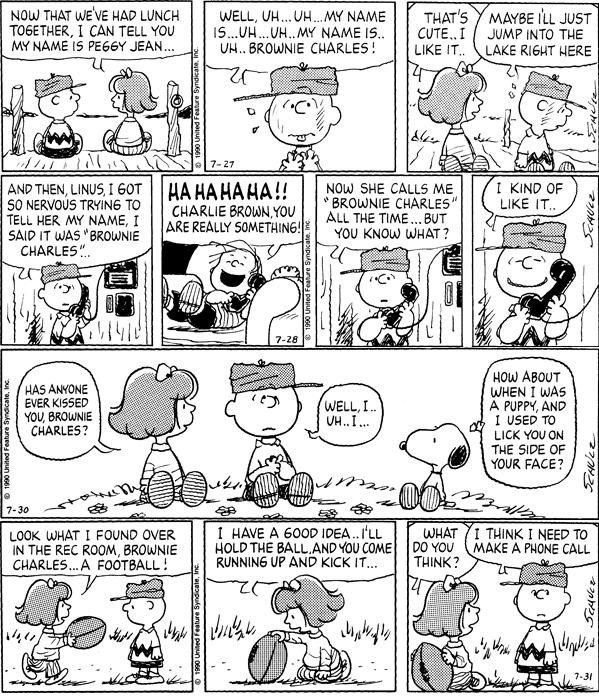 NOW THAT WE'VE HAD LUNCH
TOGETHER, I CAN TELL YOU
MY NAME IS PEGGY JEAN...
© 1990 United Feature Syndicate, Inc.
WELL, UH...UH...MY NAME
IS...UH...UH..MY NAME IS..
UH.. BROWNIE CHARLES!
7-27
THAT'S
CUTE..I
LIKE IT..
MAYBE I'LL JUST
JUMP INTO THE
LAKE RIGHT HERE
SCHULZ
AND THEN, LINUS, I GOT
SO NERVOUS TRYING TO
TELL HER MY NAME, I
SAID IT WAS "BROWNIE
CHARLES"..
HA HA HA HA!!
CHARLIE BROWN, YOU
ARE REALLY SOMETHING!
7-28
© 1990 United Feature Syndicate, Inc.
NOW SHE CALLS ME
"BROWNIE CHARLES"
ALL THE TIME...BUT
YOU KNOW WHAT?
I KIND OF
LIKE IT..
SCHULZ
© 1990 United Feature Syndicate, Inc.
HAS ANYONE
EVER KISSED
YOU, BROWNIE
CHARLES?
7-30
WELL, I..
UH..I...
HOW ABOUT
WHEN I WAS
A PUPPY, AND
I USED TO
LICK YOU ON
THE SIDE OF
YOUR FACE?
SCHULZ
LOOK WHAT I FOUND OVER
IN THE REC ROOM, BROWNIE
CHARLES...A FOOTBALL!
© 1990 United Feature Syndicate, Inc.
I HAVE A GOOD IDEA..I'LL
HOLD THE BALL, AND YOU COME
RUNNING UP AND KICK IT...
WHAT
DO YOU
THINK?
I THINK I NEED TO
MAKE A PHONE CALL
SCHULZ
7-31